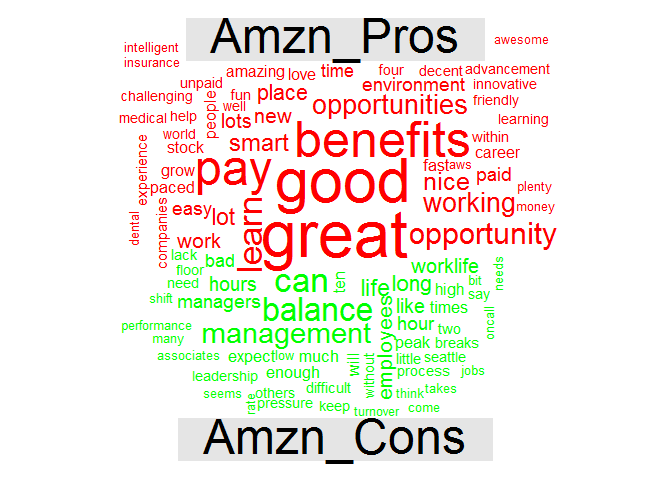 Amzn_Pros
awesome
intelligent
insurance
amazing love time four decent advancement
unpaid
environment innovative
challenging people fun place
well
opportunities friendly
medical help lots new
learning
world
stock smart benefits within
career
experience grow pay good fast aws
nice paid
paced
plenty
dental companies easy lot learn great working money
work opportunity
lack bad
floor can ten life long worklife needs
need hours high bit
say
shift managers balance like times oncall
performance
many management employees hour two
peak breaks
associates expect low much will without little seattle
leadership enough process jobs
seems others difficult think takes
rate pressure keep turnover come
Amzn_Cons